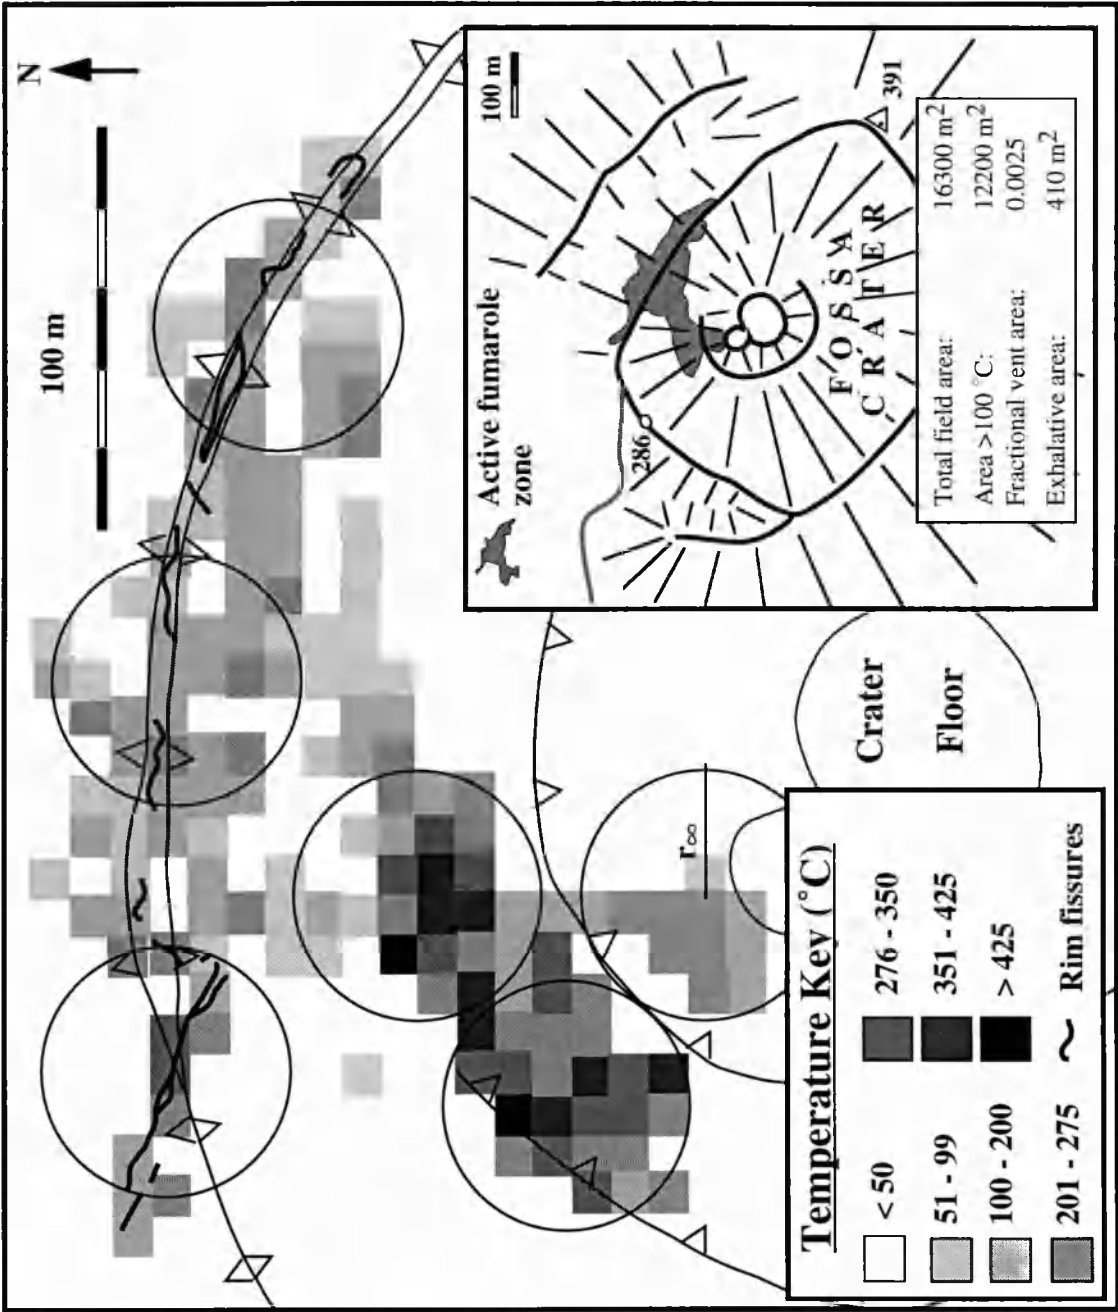 N
100 m
100 m
Active fumarole
zone
286
391
FOSSA
CRATER
Total field area: 16300 m²
Area >100 °C: 12200 m²
Fractional vent area: 0.0025
Exhalative area: 410 m²
Crater
Floor
r∞
Temperature Key (°C)
< 50
51 - 99
100 - 200
201 - 275
276 - 350
351 - 425
> 425
Rim fissures